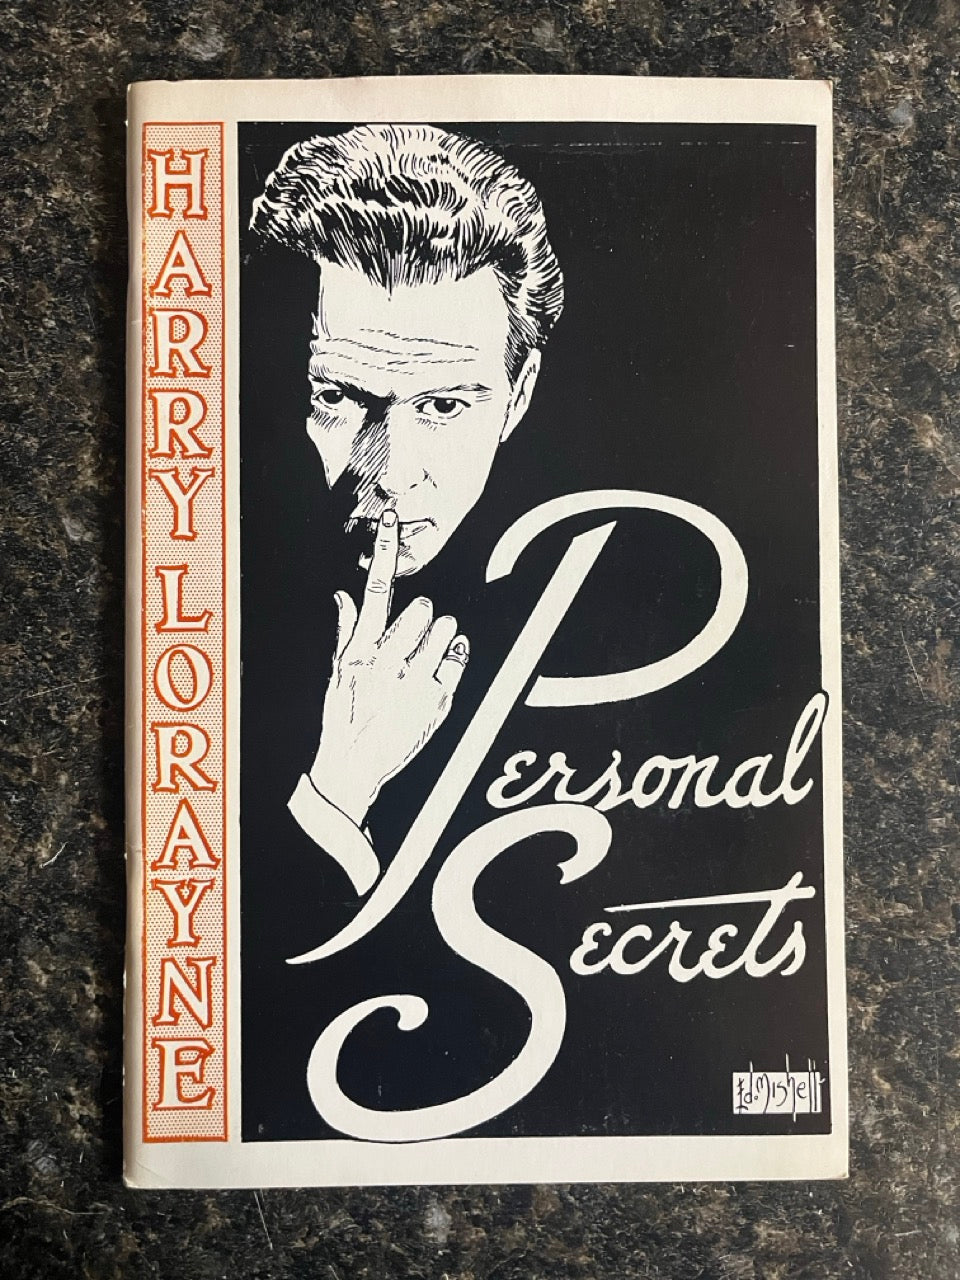 HARRY LORAYNE
Personal
Secrets
Ed. Mishell